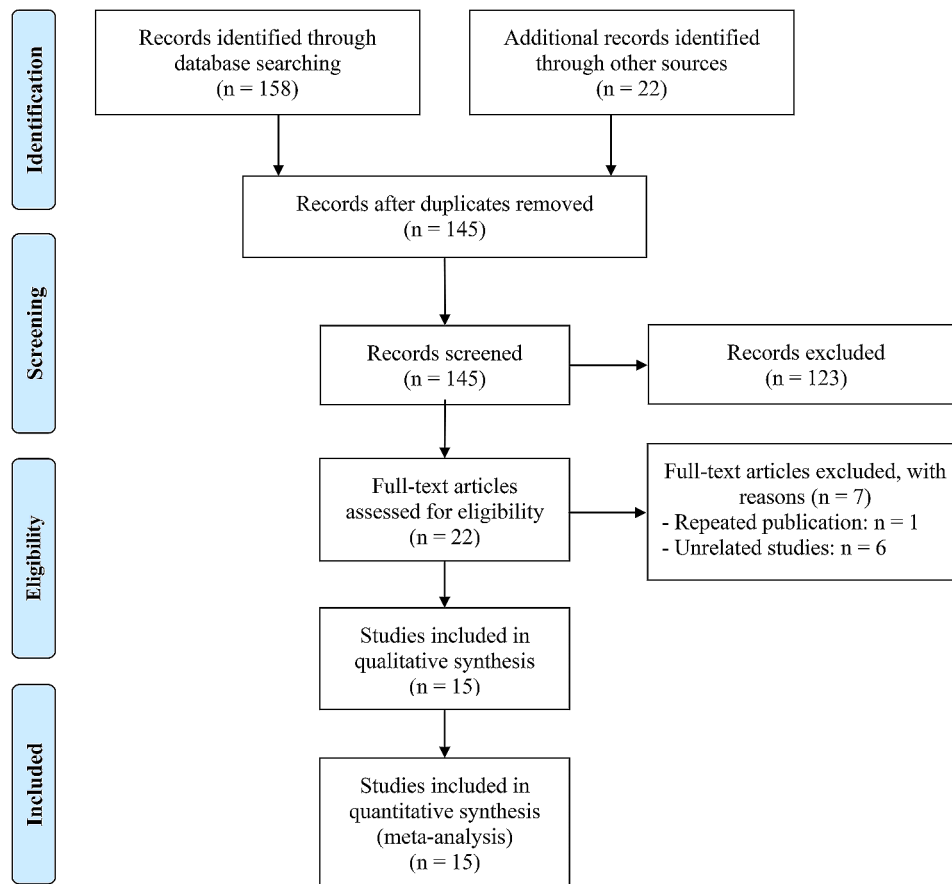 Identification
Records identified through
database searching
(n = 158)
Additional records identified
through other sources
(n = 22)
Records after duplicates removed
(n = 145)
Screening
Records screened
(n = 145)
Records excluded
(n = 123)
Eligibility
Full-text articles
assessed for eligibility
(n = 22)
Full-text articles excluded, with
reasons (n = 7)
- Repeated publication: n = 1
- Unrelated studies: n = 6
Studies included in
qualitative synthesis
(n = 15)
Included
Studies included in
quantitative synthesis
(meta-analysis)
(n = 15)